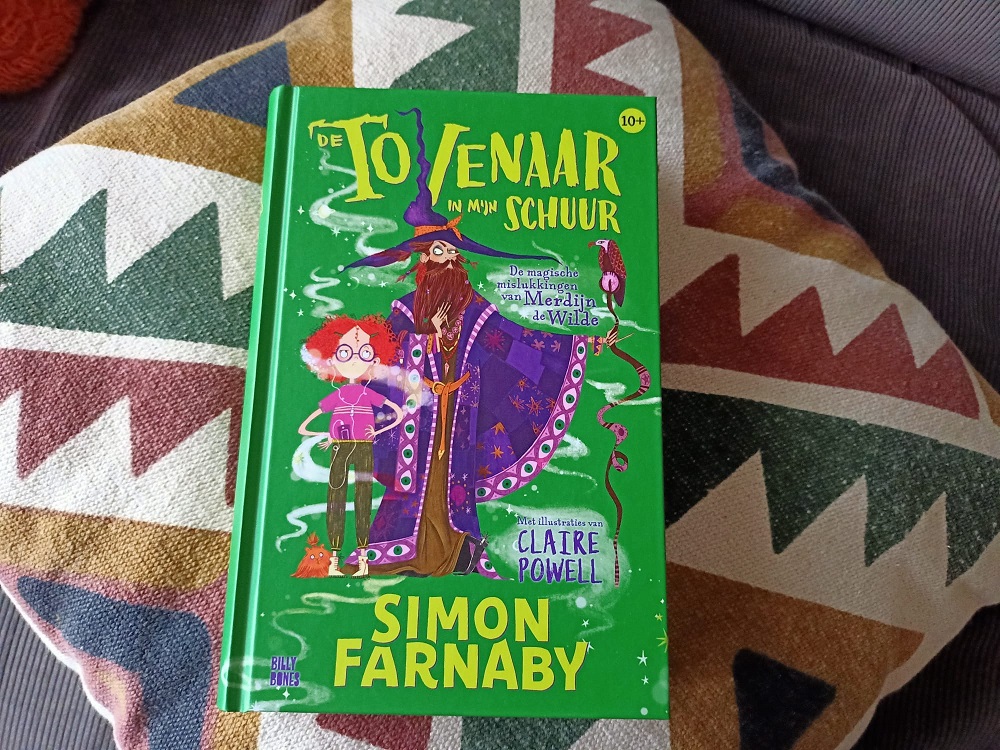 10+
DE TOVENAAR
IN MIJN SCHUUR
De magische
mislukkingen
van Merdijn
de Wilde
Met illustraties van
CLAIRE
POWELL
SIMON
FARNABY
BILLY
BONES